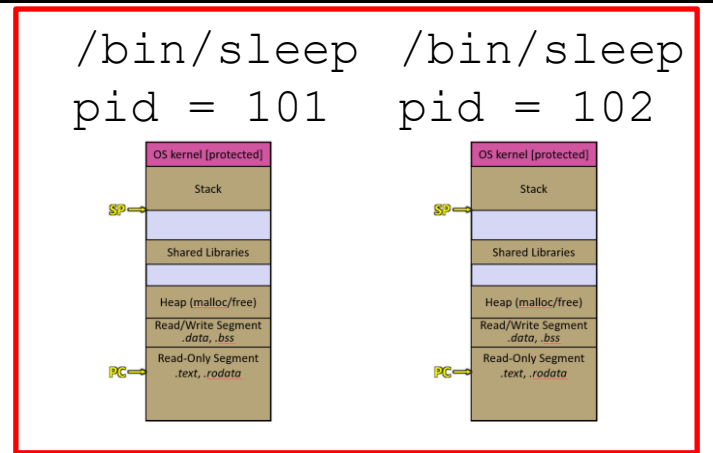 /bin/sleep
pid = 101
OS kernel [protected]
Stack
SP
Shared Libraries
Heap (malloc/free)
Read/Write Segment
.data, .bss
Read-Only Segment
.text, .rodata
PC
/bin/sleep
pid = 102
OS kernel [protected]
Stack
SP
Shared Libraries
Heap (malloc/free)
Read/Write Segment
.data, .bss
Read-Only Segment
.text, .rodata
PC